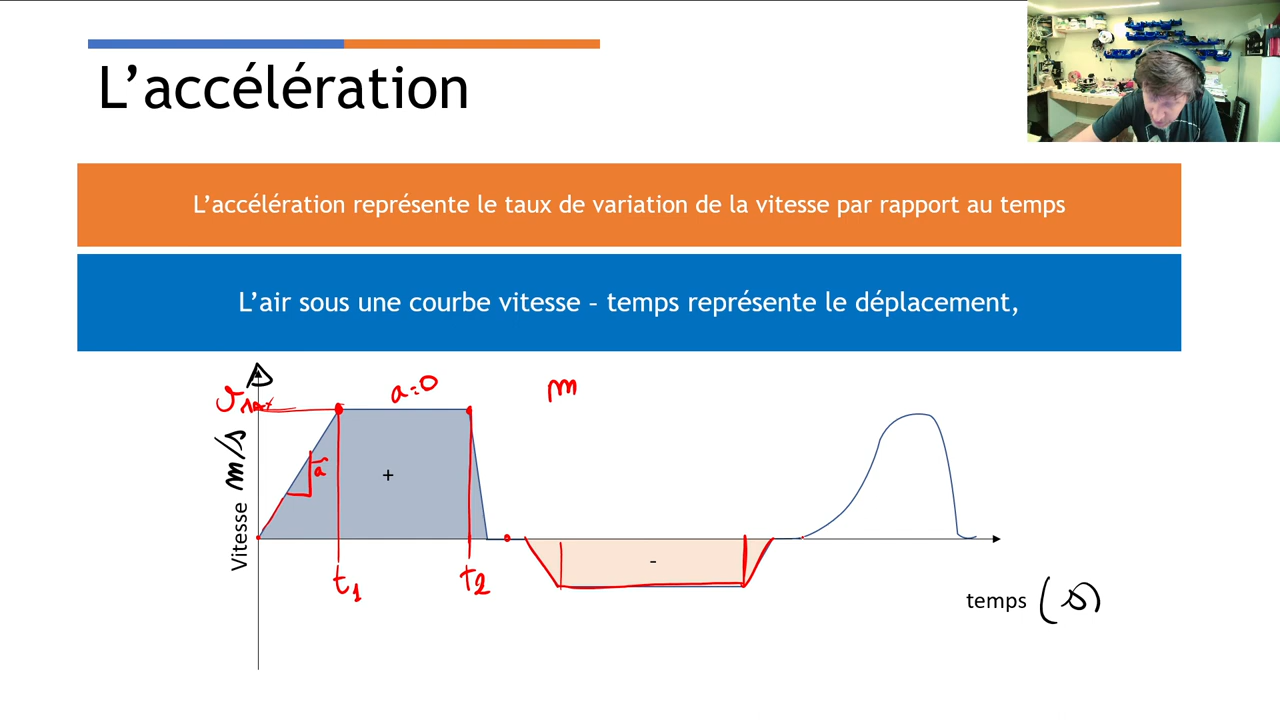 L'accélération
L'accélération représente le taux de variation de la vitesse par rapport au temps
L'air sous une courbe vitesse – temps représente le déplacement,
a=0
m
Vitesse m/s
a
+
-
t1
t2
temps (s)